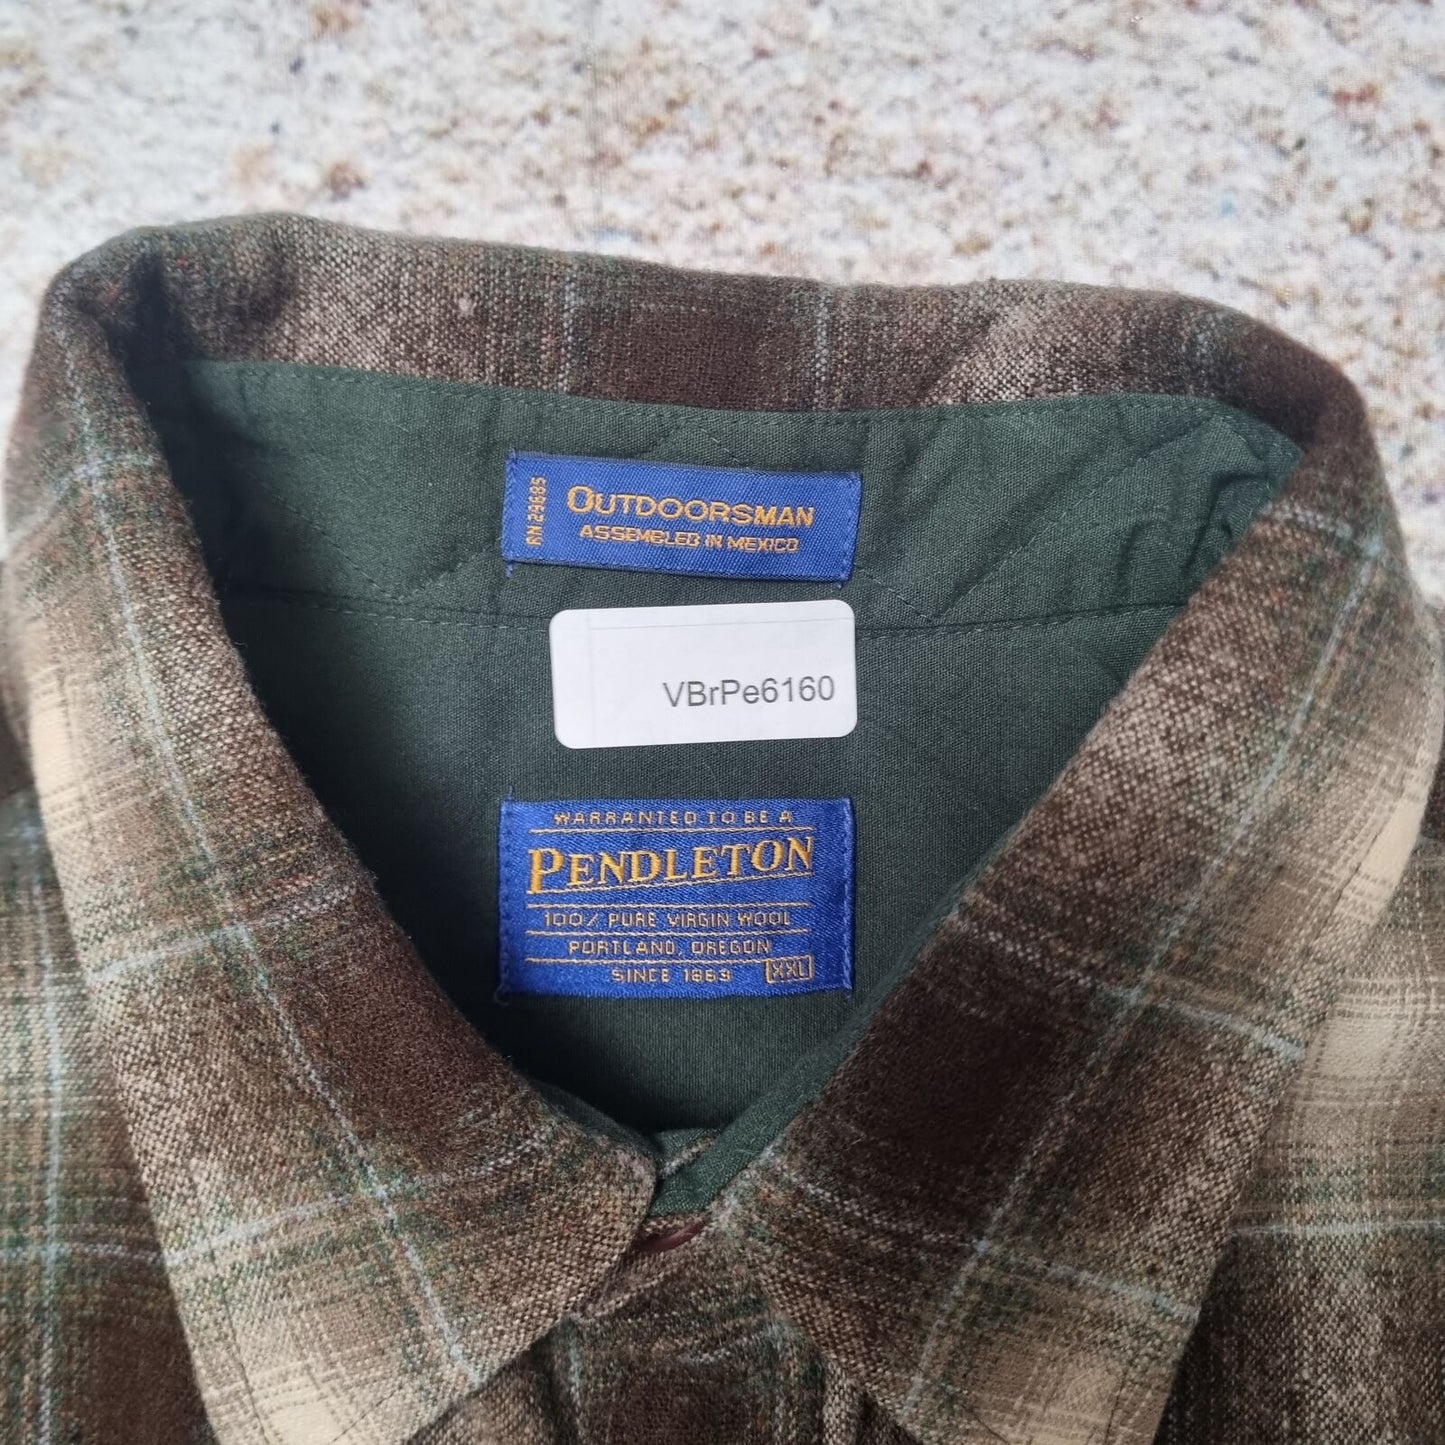 RN 29685
OUTDOORSMAN
ASSEMBLED IN MEXICO
VBrPe6160
WARRANTED TO BE A
PENDLETON
100% PURE VIRGIN WOOL
PORTLAND, OREGON
SINCE 1863 XXL